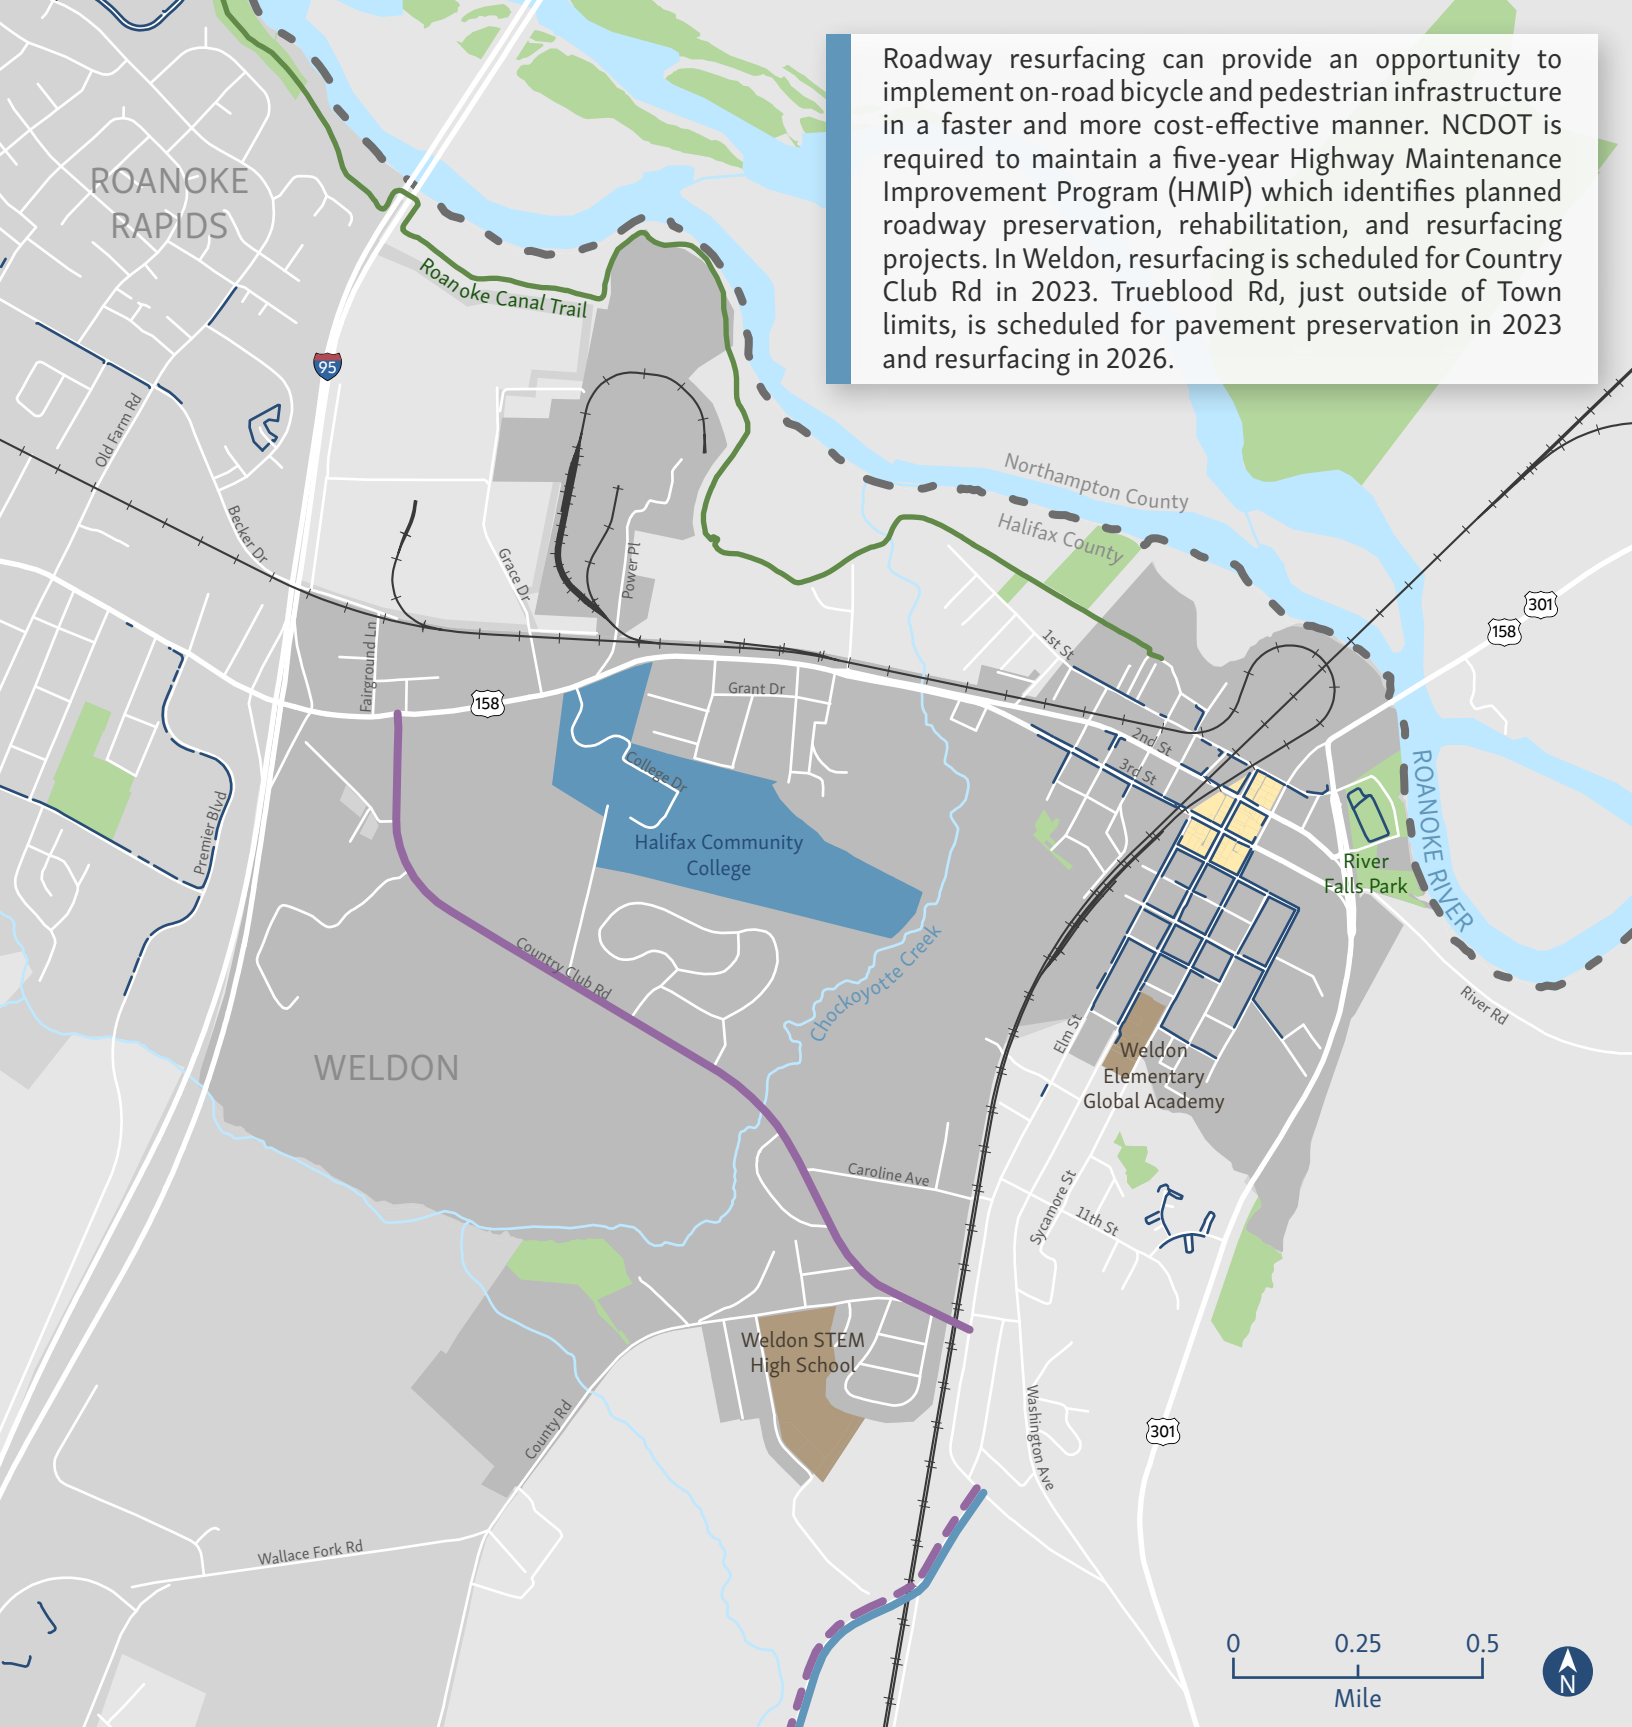 Roadway resurfacing can provide an opportunity to
implement on-road bicycle and pedestrian infrastructure
in a faster and more cost-effective manner. NCDOT is
required to maintain a five-year Highway Maintenance
Improvement Program (HMIP) which identifies planned
roadway preservation, rehabilitation, and resurfacing
projects. In Weldon, resurfacing is scheduled for Country
Club Rd in 2023. Trueblood Rd, just outside of Town
limits, is scheduled for pavement preservation in 2023
and resurfacing in 2026.
ROANOKE
RAPIDS
Roanoke Canal Trail
95
Old Farm Rd
Becker Dr
Grace Dr
Power Pl
Northampton County
Halifax County
301
158
1st St
Fairground Ln
158
Grant Dr
2nd St
3rd St
College Dr
Premier Blvd
Halifax Community
College
ROANOKE RIVER
River
Falls Park
Country Club Rd
Chockoyotte Creek
River Rd
Elm St
WELDON
Weldon
Elementary
Global Academy
Caroline Ave
Sycamore St
11th St
Weldon STEM
High School
County Rd
Washington Ave
301
Wallace Fork Rd
0 0.25 0.5
Mile
N